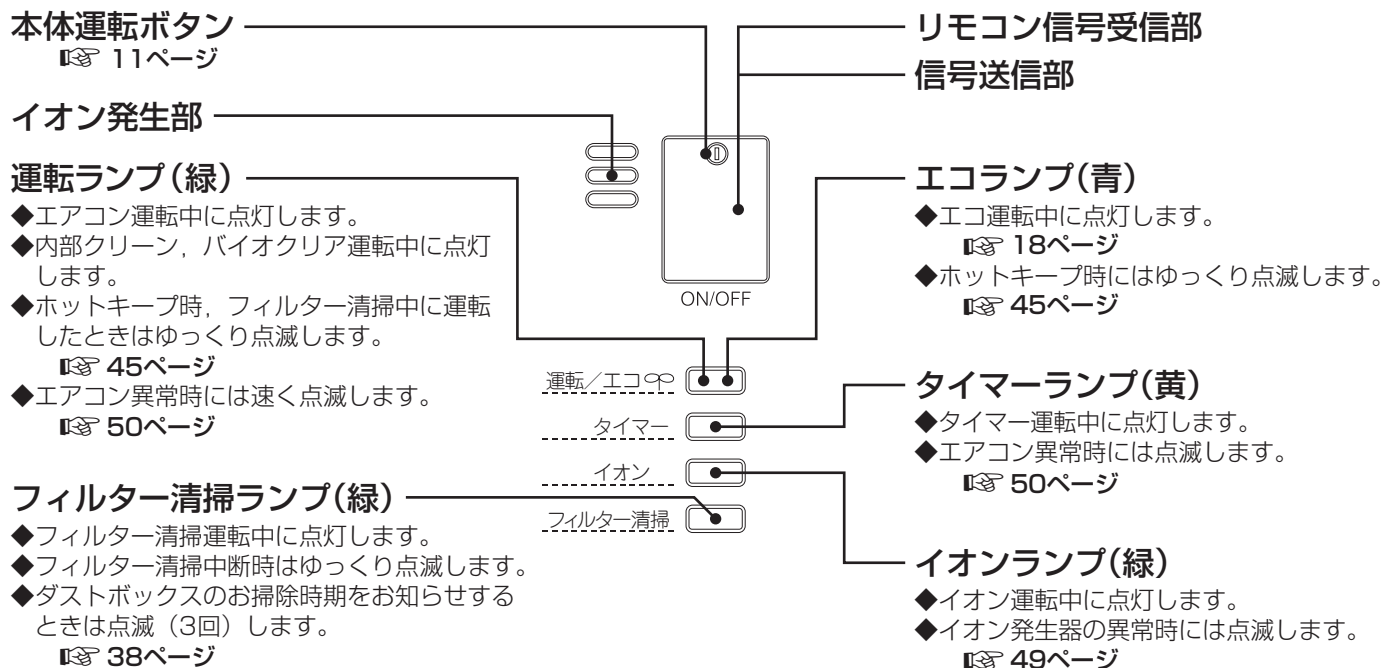 本体運転ボタン
☞ 11ページ
イオン発生部
運転ランプ(緑)
◆エアコン運転中に点灯します。
◆内部クリーン,バイオクリア運転中に点灯
します。
◆ホットキープ時,フィルター清掃中に運転
したときはゆっくり点滅します。
☞ 45ページ
◆エアコン異常時には速く点滅します。
☞ 50ページ
フィルター清掃ランプ(緑)
◆フィルター清掃運転中に点灯します。
◆フィルター清掃中断時はゆっくり点滅します。
◆ダストボックスのお掃除時期をお知らせする
ときは点滅(3回)します。
☞ 38ページ
ON/OFF
運転/エコ
タイマー
イオン
フィルター清掃
リモコン信号受信部
信号送信部
エコランプ(青)
◆エコ運転中に点灯します。
☞ 18ページ
◆ホットキープ時にはゆっくり点滅します。
☞ 45ページ
タイマーランプ(黄)
◆タイマー運転中に点灯します。
◆エアコン異常時には点滅します。
☞ 50ページ
イオンランプ(緑)
◆イオン運転中に点灯します。
◆イオン発生器の異常時には点滅します。
☞ 49ページ